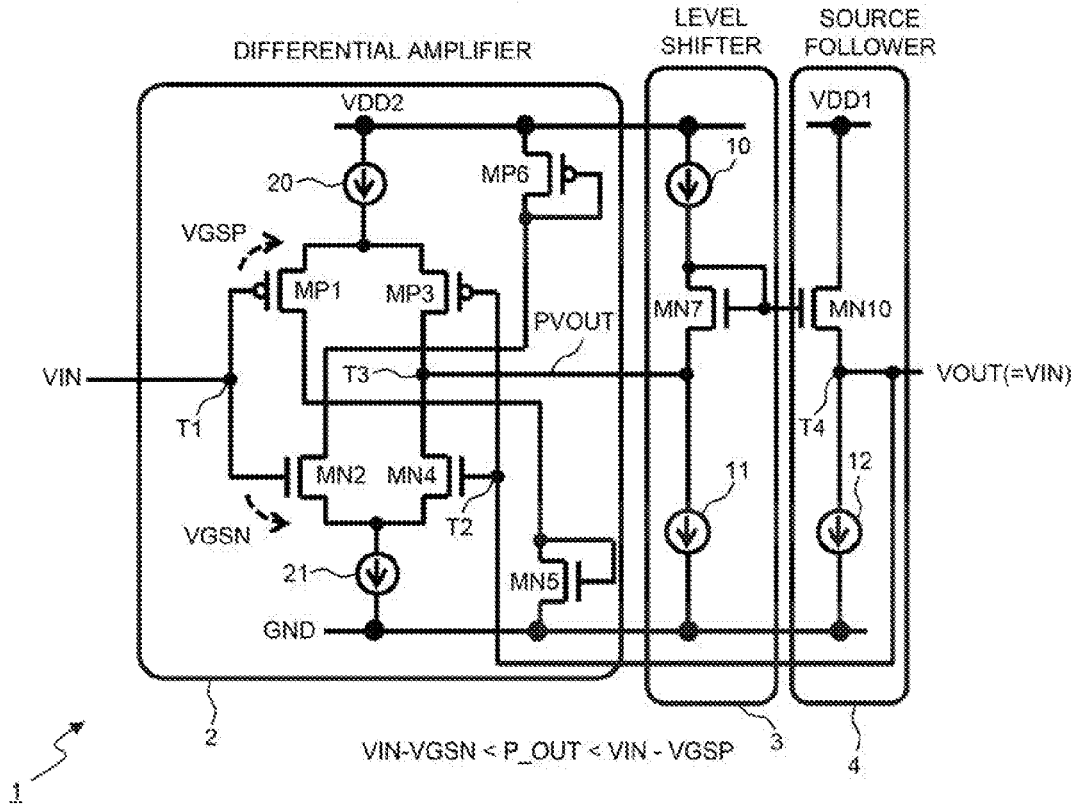 DIFFERENTIAL AMPLIFIER
LEVEL SHIFTER
SOURCE FOLLOWER
VDD2
VDD1
20
MP6
10
VGSP
MP1
MP3
MN7
MN10
PVOUT
VIN
T1
T3
VOUT(=VIN)
T4
MN2
MN4
T2
11
12
VGSN
21
MN5
GND
2
3
4
VIN-VGSN < P_OUT < VIN - VGSP
1